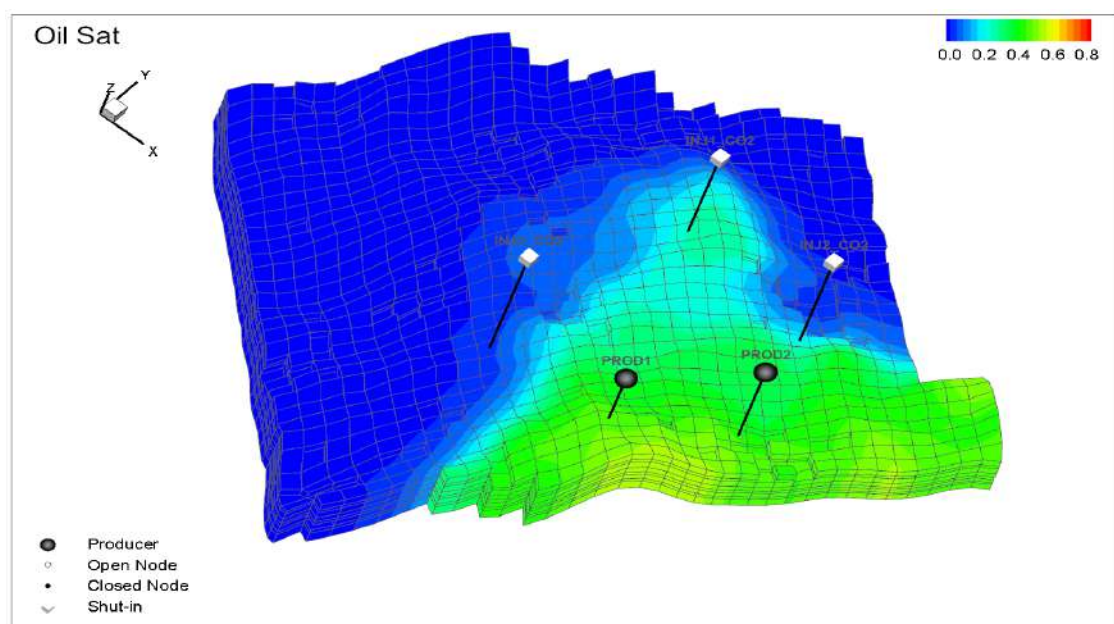 Oil Sat
0.0 0.2 0.4 0.6 0.8
Z
Y
X
INJ1_CO2
INJ2_CO2
PROD1
PROD2
Producer
Open Node
Closed Node
Shut-in